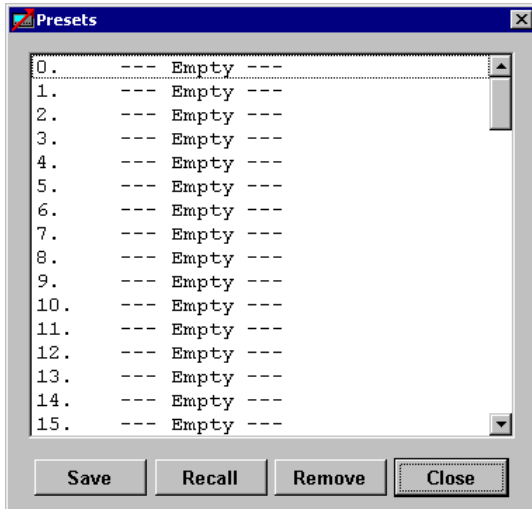 Presets
0. --- Empty ---
1. --- Empty ---
2. --- Empty ---
3. --- Empty ---
4. --- Empty ---
5. --- Empty ---
6. --- Empty ---
7. --- Empty ---
8. --- Empty ---
9. --- Empty ---
10. --- Empty ---
11. --- Empty ---
12. --- Empty ---
13. --- Empty ---
14. --- Empty ---
15. --- Empty ---
Save Recall Remove Close